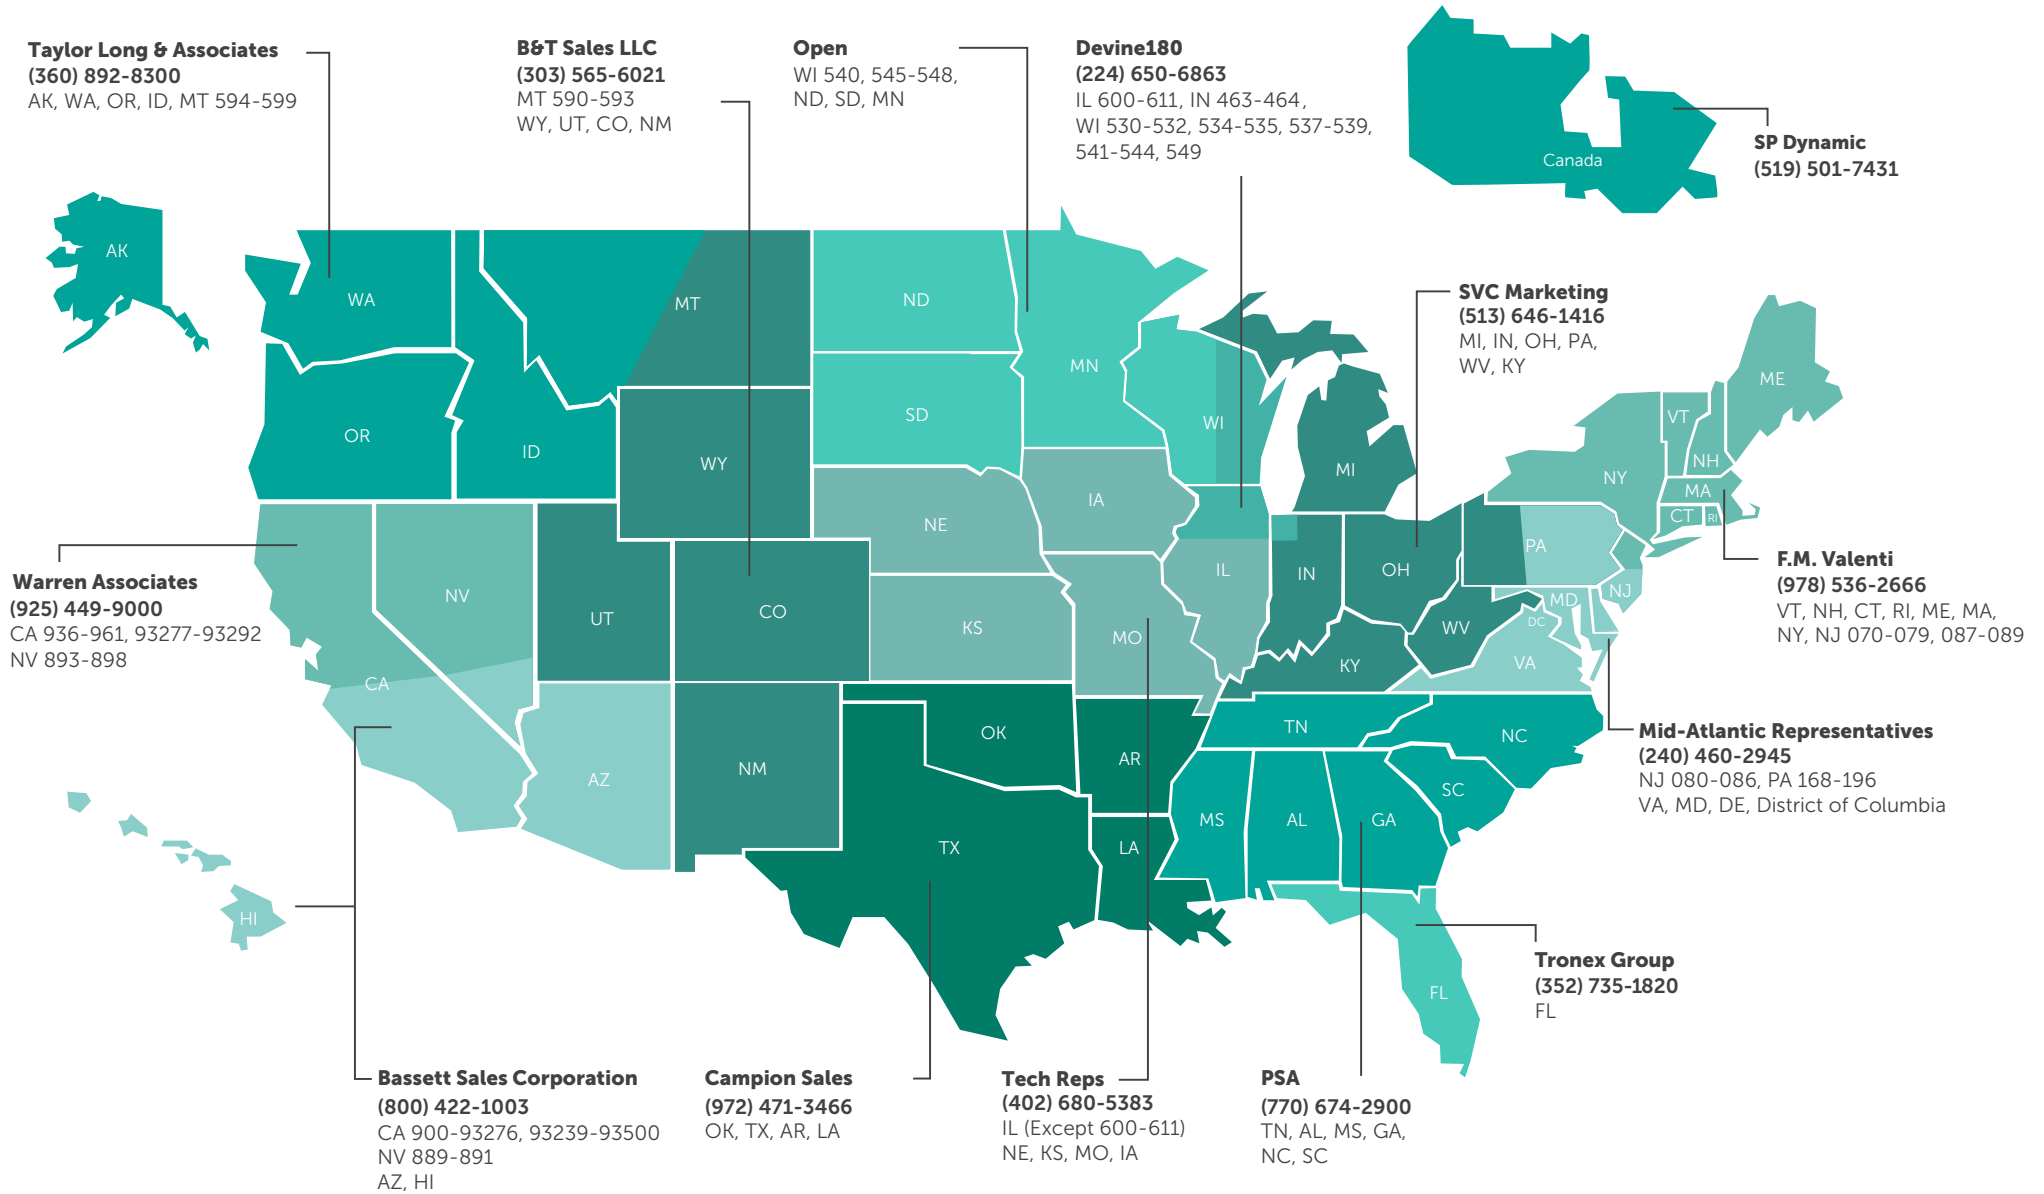 Taylor Long & Associates
(360) 892-8300
AK, WA, OR, ID, MT 594-599
B&T Sales LLC
(303) 565-6021
MT 590-593
WY, UT, CO, NM
Open
WI 540, 545-548,
ND, SD, MN
Devine180
(224) 650-6863
IL 600-611, IN 463-464,
WI 530-532, 534-535, 537-539,
541-544, 549
Canada
SP Dynamic
(519) 501-7431
AK
WA
MT
ND
MN
OR
ID
WY
SD
WI
MI
SVC Marketing
(513) 646-1416
MI, IN, OH, PA,
WV, KY
ME
VT
NH
NY
MA
CT
RI
NE
IA
IL
IN
OH
PA
NJ
MD
DC
WV
VA
KY
F.M. Valenti
(978) 536-2666
VT, NH, CT, RI, ME, MA,
NY, NJ 070-079, 087-089
Warren Associates
(925) 449-9000
CA 936-961, 93277-93292
NV 893-898
NV
CA
UT
CO
KS
MO
AZ
NM
OK
AR
TN
NC
SC
MS
AL
GA
TX
LA
HI
FL
Mid-Atlantic Representatives
(240) 460-2945
NJ 080-086, PA 168-196
VA, MD, DE, District of Columbia
Tronex Group
(352) 735-1820
FL
Bassett Sales Corporation
(800) 422-1003
CA 900-93276, 93239-93500
NV 889-891
AZ, HI
Campion Sales
(972) 471-3466
OK, TX, AR, LA
Tech Reps
(402) 680-5383
IL (Except 600-611)
NE, KS, MO, IA
PSA
(770) 674-2900
TN, AL, MS, GA,
NC, SC